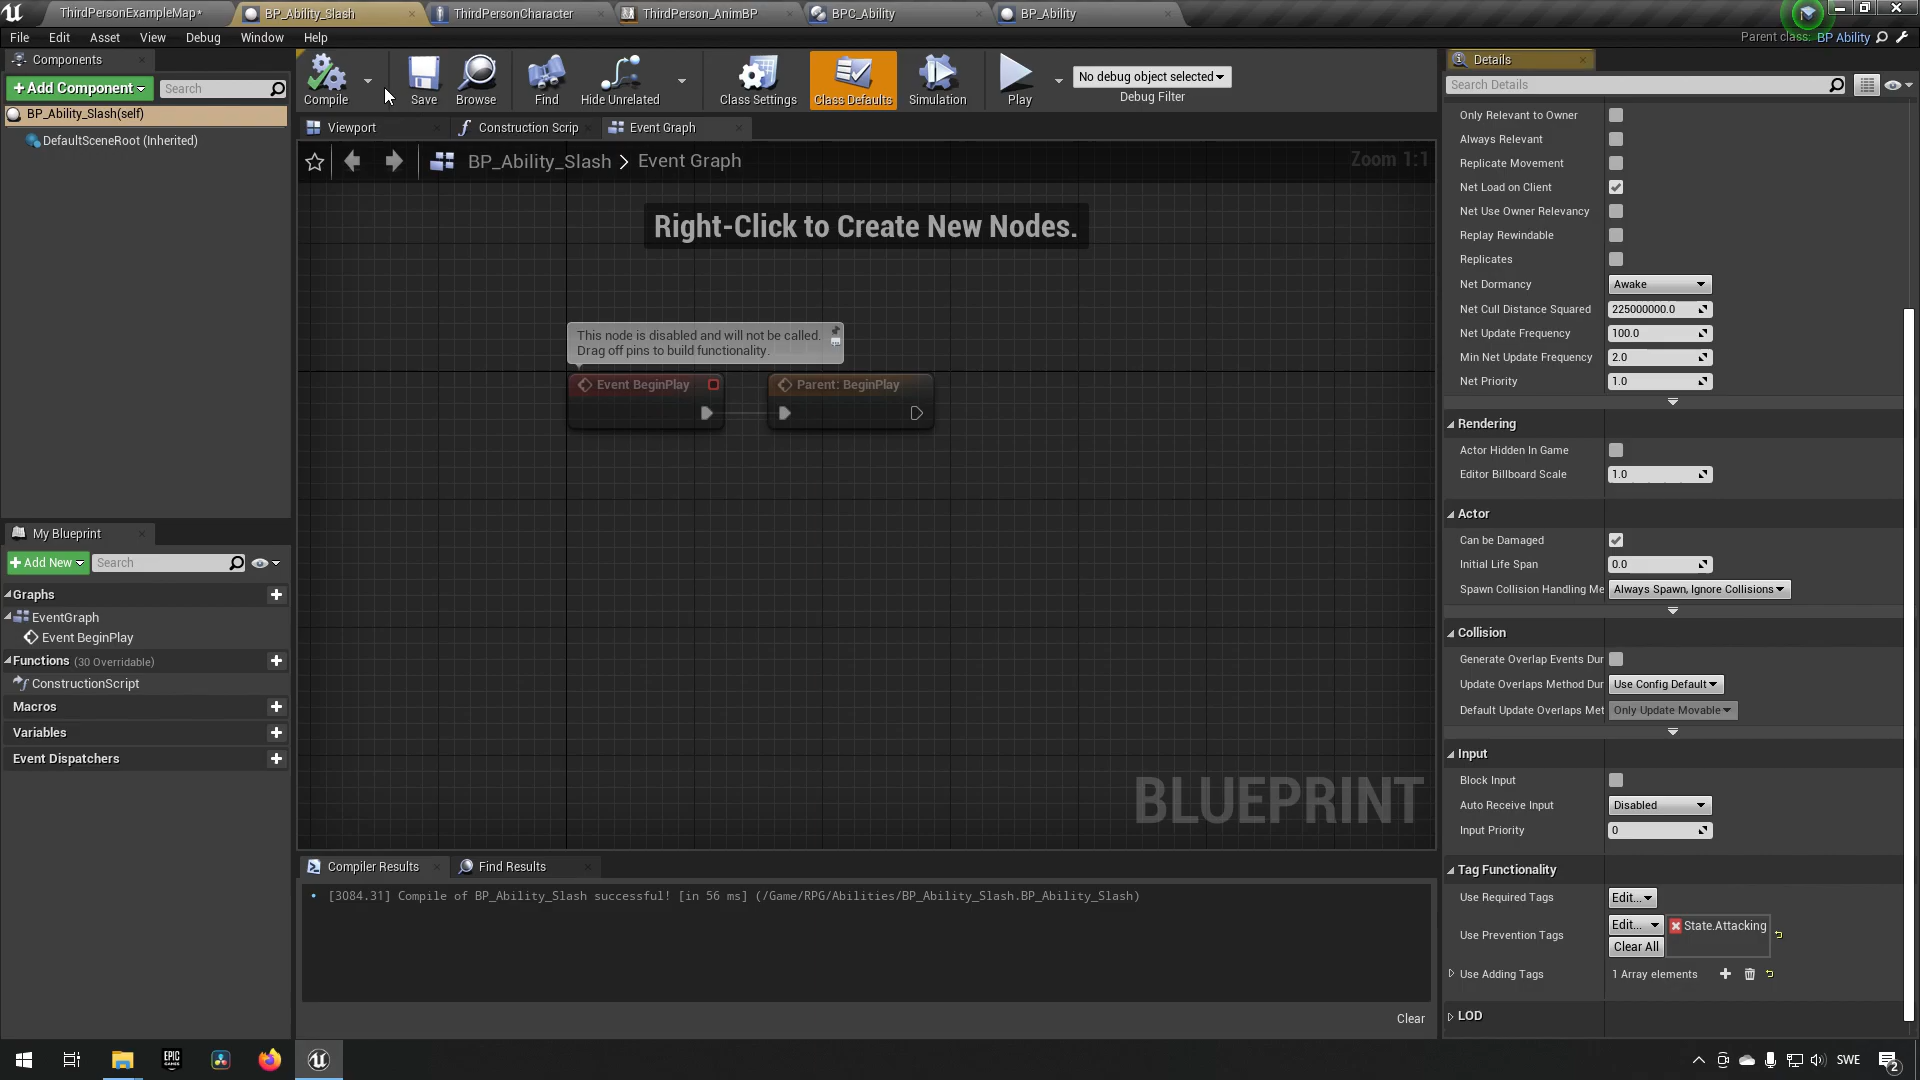 ThirdPersonExampleMap*
BP_Ability_Slash
ThirdPersonCharacter
ThirdPerson_AnimBP
BPC_Ability
BP_Ability
File
Edit
Asset
View
Debug
Window
Help
Parent class: BP Ability
Components
+Add Component
Search
BP_Ability_Slash(self)
DefaultSceneRoot (Inherited)
Compile
Save
Browse
Find
Hide Unrelated
Class Settings
Class Defaults
Simulation
Play
No debug object selected
Debug Filter
Viewport
Construction Scrip
Event Graph
BP_Ability_Slash > Event Graph
Zoom 1:1
Right-Click to Create New Nodes.
This node is disabled and will not be called.
Drag off pins to build functionality.
Event BeginPlay
Parent: BeginPlay
BLUEPRINT
My Blueprint
+Add New
Search
Graphs
EventGraph
Event BeginPlay
Functions (30 Overridable)
ConstructionScript
Macros
Variables
Event Dispatchers
Compiler Results
Find Results
[3084.31] Compile of BP_Ability_Slash successful! [in 56 ms] (/Game/RPG/Abilities/BP_Ability_Slash.BP_Ability_Slash)
Clear
Details
Search Details
Only Relevant to Owner
Always Relevant
Replicate Movement
Net Load on Client
Net Use Owner Relevancy
Replay Rewindable
Replicates
Net Dormancy Awake
Net Cull Distance Squared 225000000.0
Net Update Frequency 100.0
Min Net Update Frequency 2.0
Net Priority 1.0
Rendering
Actor Hidden In Game
Editor Billboard Scale 1.0
Actor
Can be Damaged
Initial Life Span 0.0
Spawn Collision Handling Me Always Spawn, Ignore Collisions
Collision
Generate Overlap Events Dur
Update Overlaps Method Dur Use Config Default
Default Update Overlaps Met Only Update Movable
Input
Block Input
Auto Receive Input Disabled
Input Priority 0
Tag Functionality
Use Required Tags Edit...
Use Prevention Tags Edit... State.Attacking
Clear All
Use Adding Tags 1 Array elements
LOD
EPIC
GAMES
SWE
2